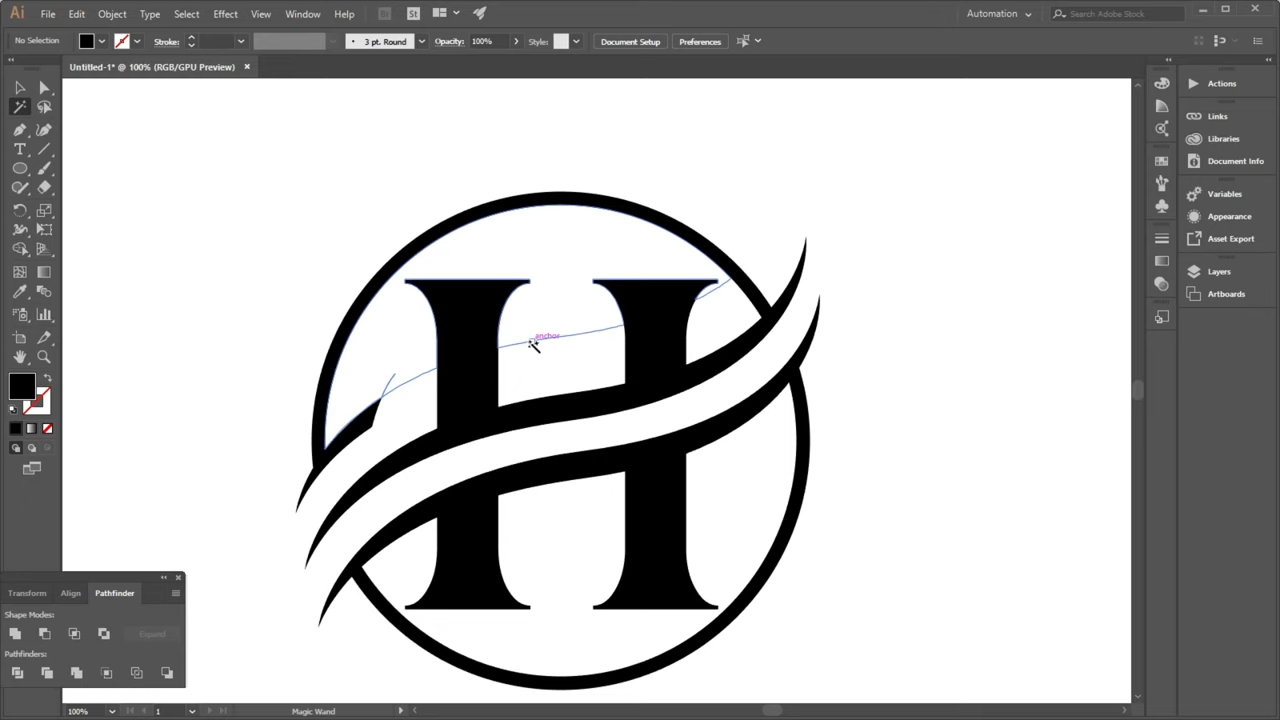 Ai File Edit Object Type Select Effect View Window Help Br St Automation Search Adobe Stock
No Selection Stroke: 3 pt. Round Opacity: 100% Style: Document Setup Preferences
Untitled-1* @ 100% (RGB/GPU Preview)
Actions
Links
Libraries
Document Info
Variables
Appearance
Asset Export
Layers
Artboards
anchor
H
Transform Align Pathfinder
Shape Modes:
Expand
Pathfinders:
100% 1 Magic Wand